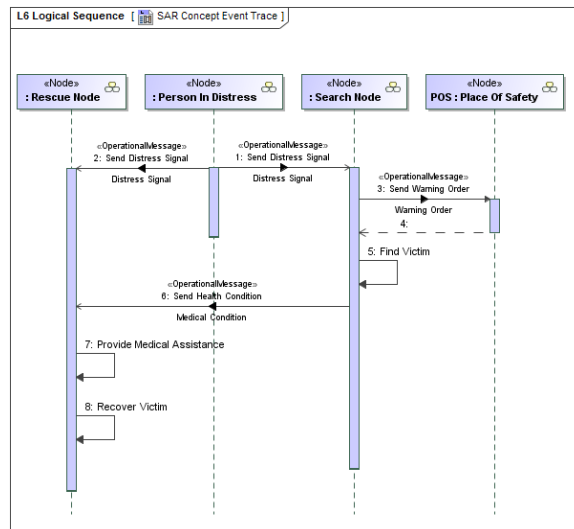 L6 Logical Sequence [ SAR Concept Event Trace ]
«Node»
: Rescue Node
«Node»
: Person In Distress
«Node»
: Search Node
«Node»
POS : Place Of Safety
«OperationalMessage»
2: Send Distress Signal
Distress Signal
«OperationalMessage»
1: Send Distress Signal
Distress Signal
«OperationalMessage»
3: Send Warning Order
Warning Order
4:
5: Find Victim
«OperationalMessage»
6: Send Health Condition
Medical Condition
7: Provide Medical Assistance
8: Recover Victim